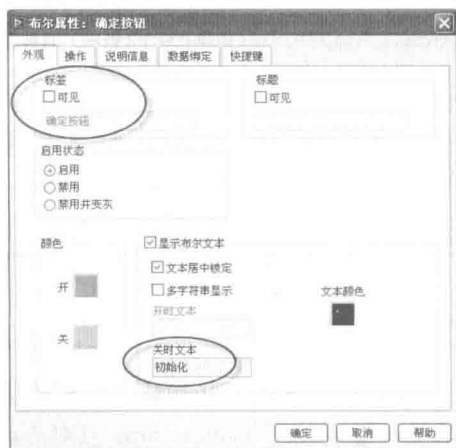 布尔属性：确定按钮
外观 操作 说明信息 数据绑定 快捷键
标签 标题
可见 可见
确定按钮
启用状态
启用
禁用
禁用并变灰
颜色 显示布尔文本
文本居中锁定
开 多字符串显示 文本颜色
开时文本
关 关时文本
初始化
确定 取消 帮助